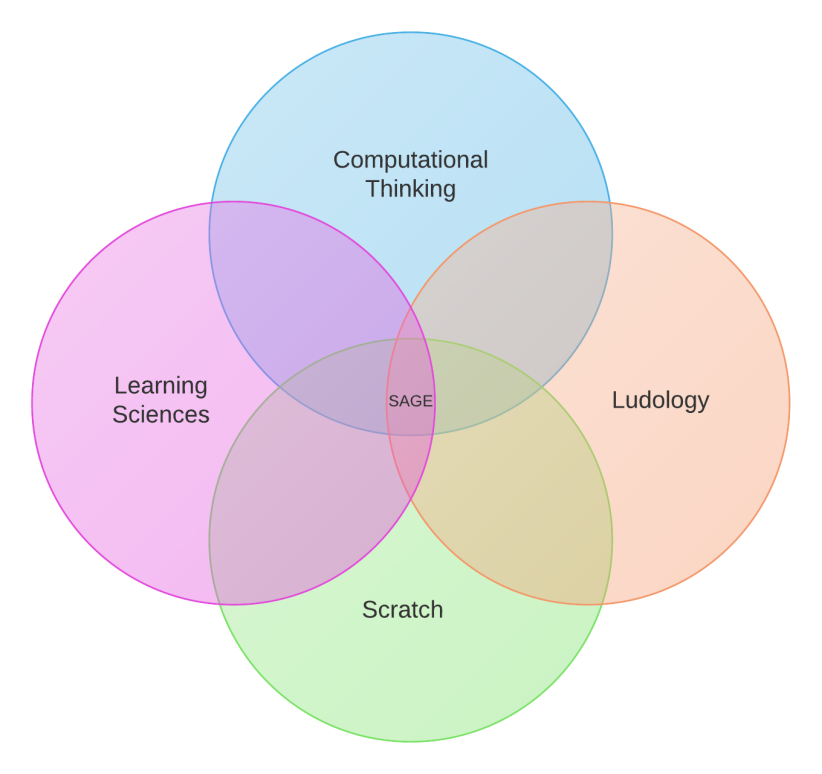 Computational
Thinking
Learning
Sciences
SAGE
Ludology
Scratch